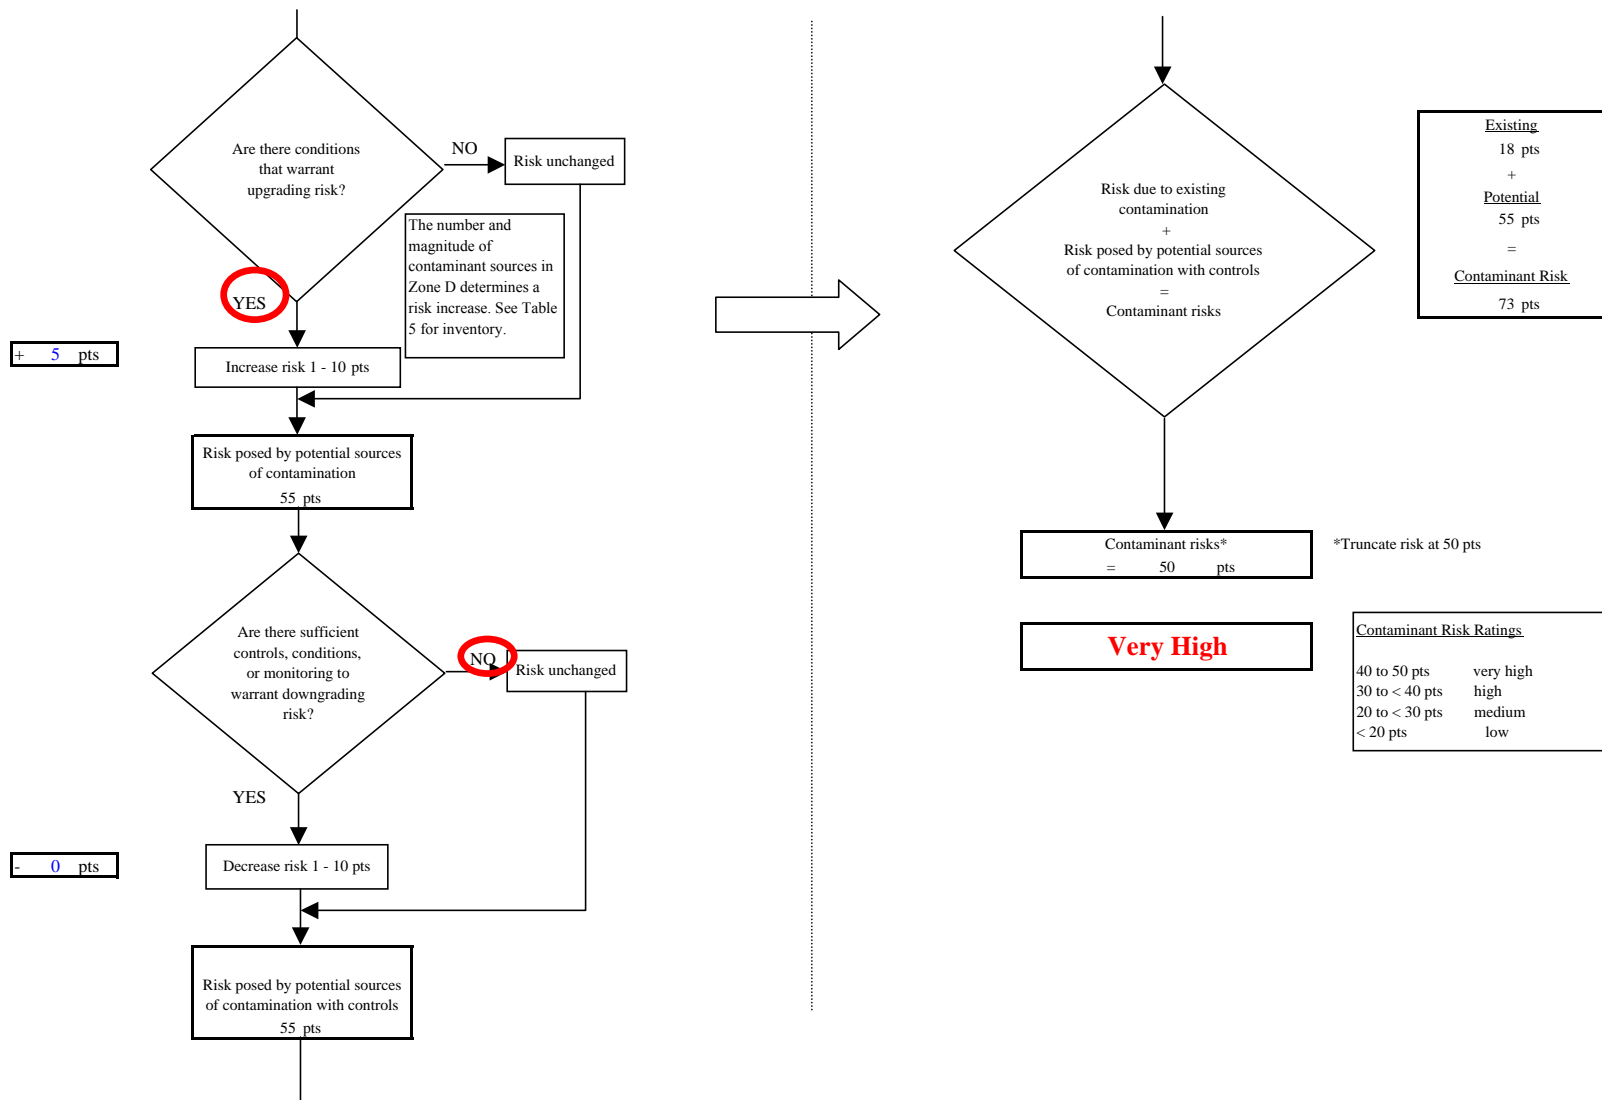 Are there conditions
that warrant
upgrading risk?
NO
Risk unchanged
The number and
magnitude of
contaminant sources in
Zone D determines a
risk increase. See Table
5 for inventory.
YES
+ 5 pts
Increase risk 1 - 10 pts
Risk posed by potential sources
of contamination
55 pts
Are there sufficient
controls, conditions,
or monitoring to
warrant downgrading
risk?
NO
Risk unchanged
YES
- 0 pts
Decrease risk 1 - 10 pts
Risk posed by potential sources
of contamination with controls
55 pts
Risk due to existing
contamination
+
Risk posed by potential sources
of contamination with controls
=
Contaminant risks
Existing
18 pts
+
Potential
55 pts
=
Contaminant Risk
73 pts
Contaminant risks*
= 50 pts
*Truncate risk at 50 pts
Very High
Contaminant Risk Ratings
40 to 50 pts very high
30 to < 40 pts high
20 to < 30 pts medium
< 20 pts low